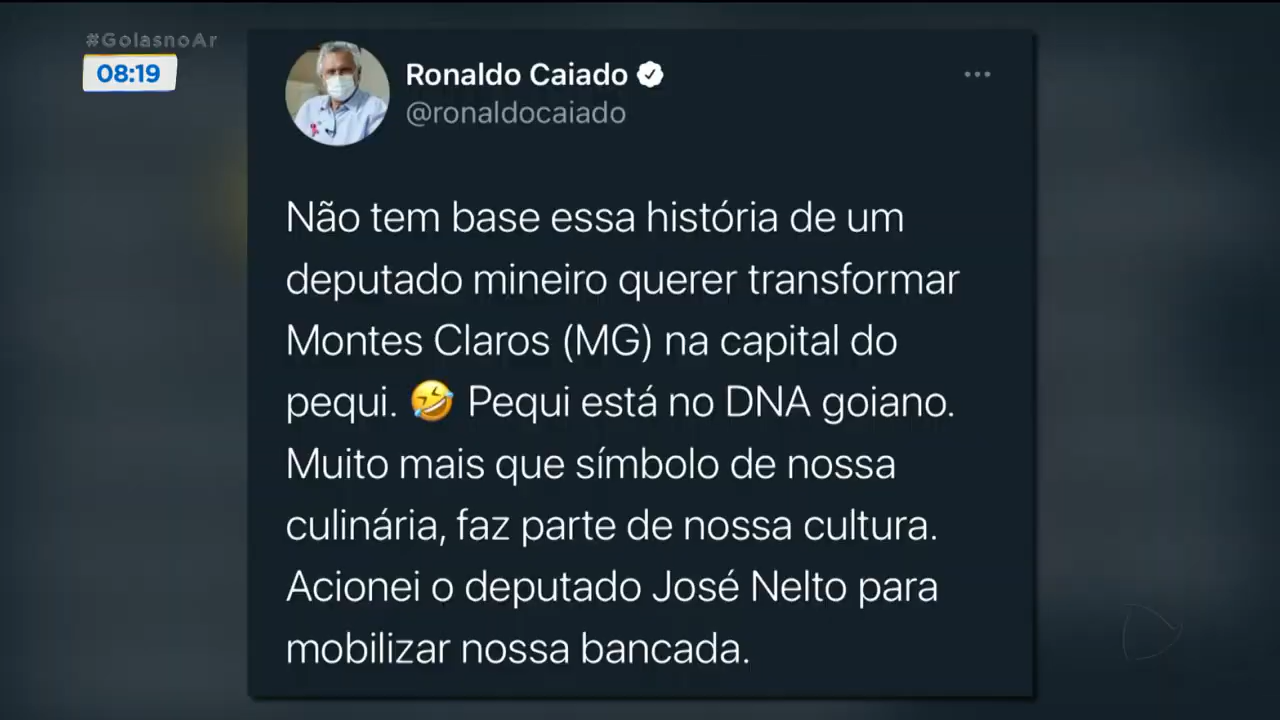 #GoiasnoAr
08:19
Ronaldo Caiado
@ronaldocaiado
Não tem base essa história de um
deputado mineiro querer transformar
Montes Claros (MG) na capital do
pequi. 🤣 Pequi está no DNA goiano.
Muito mais que símbolo de nossa
culinária, faz parte de nossa cultura.
Acionei o deputado José Nelto para
mobilizar nossa bancada.